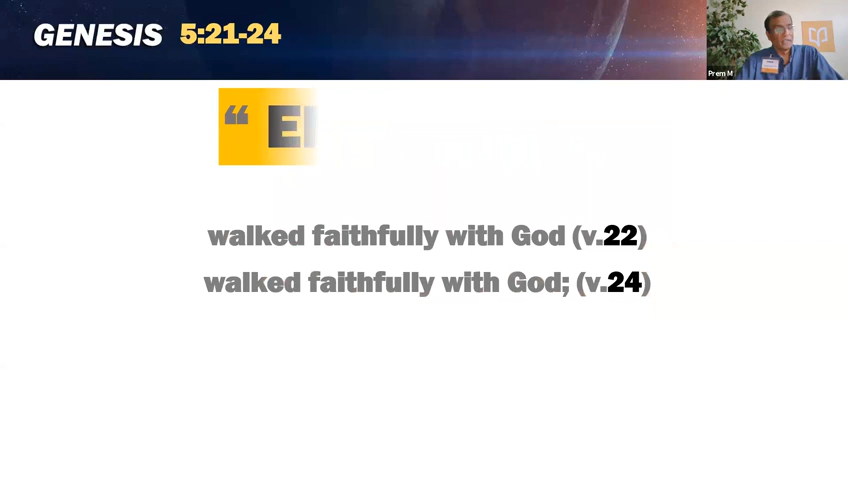 GENESIS 5:21-24
Prem M
“
walked faithfully with God (v.22)
walked faithfully with God; (v.24)